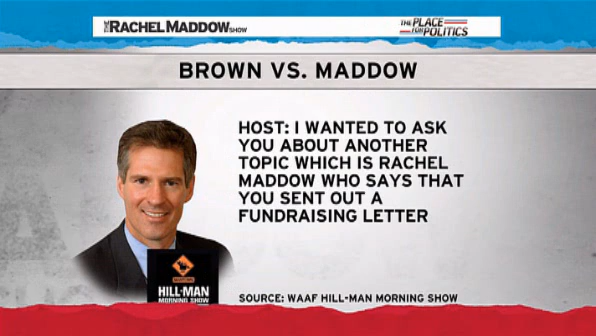 THE RACHEL MADDOW SHOW
THE PLACE FOR POLITICS
BROWN VS. MADDOW
HOST: I WANTED TO ASK
YOU ABOUT ANOTHER
TOPIC WHICH IS RACHEL
MADDOW WHO SAYS THAT
YOU SENT OUT A
FUNDRAISING LETTER
HILL-MAN
MORNING SHOW
SOURCE: WAAF HILL-MAN MORNING SHOW